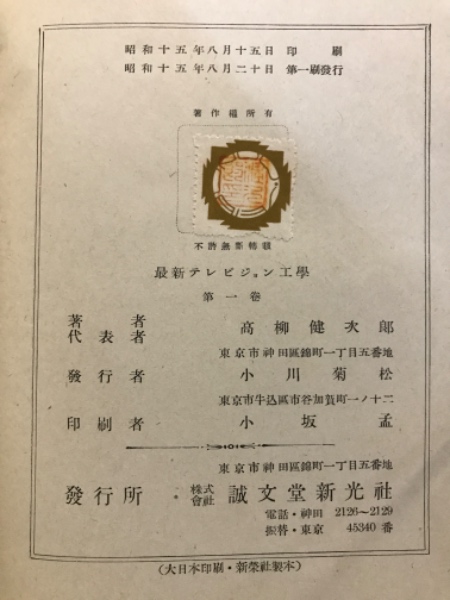 昭和十五年八月十五日 印刷
昭和十五年八月二十日 第一刷發行
著作權所有
不許無斷轉載
最新テレビジョン工學
第一卷
著者
代表者 高柳健次郎
東京市神田區錦町一丁目五番地
發行者 小川菊松
東京市牛込區市谷加賀町一ノ十二
印刷者 小坂孟
東京市神田區錦町一丁目五番地
發行所・株式會社 誠文堂新光社
電話・神田 2126〜2129
振替・東京 45340番
(大日本印刷・新榮社製本)